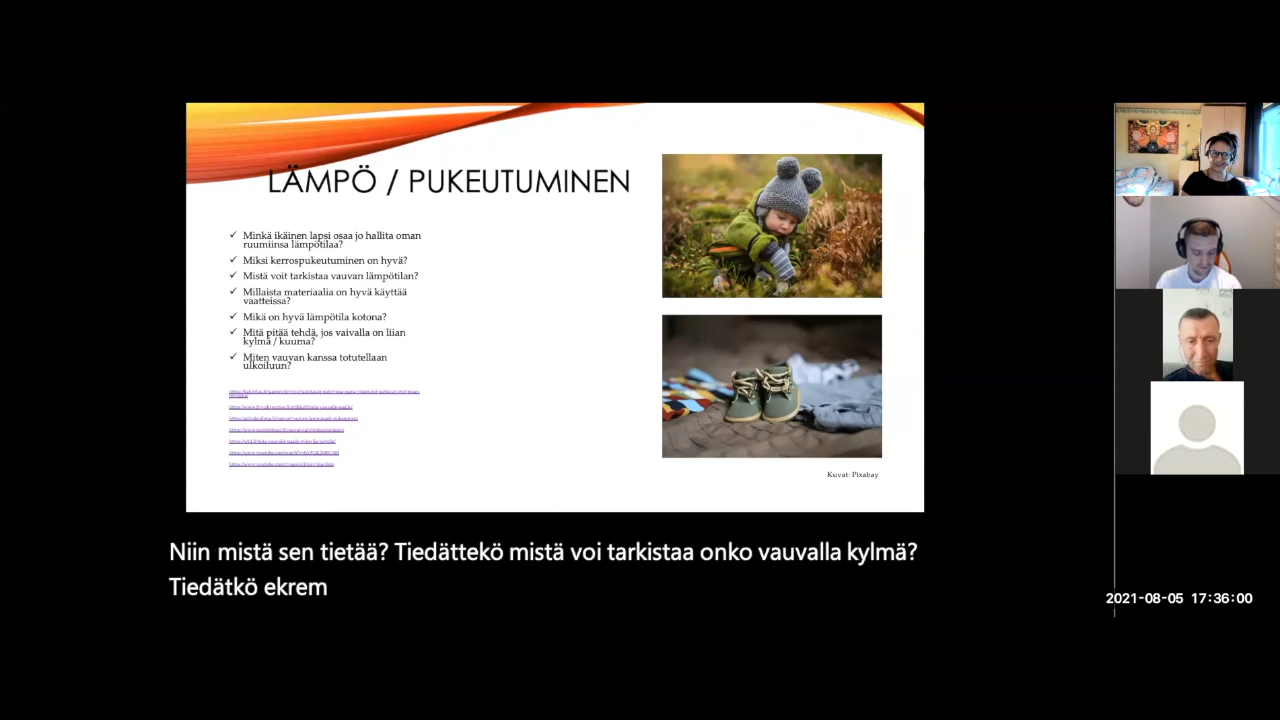 LÄMPÖ / PUKEUTUMINEN
Minkä ikäinen lapsi osaa jo hallita oman
ruumiinsa lämpötilaa?
Miksi kerrospukeutuminen on hyvä?
Mistä voit tarkistaa vauvan lämpötilan?
Millaista materiaalia on hyvä käyttää
vaatteissa?
Mikä on hyvä lämpötila kotona?
Mitä pitää tehdä, jos vaivalla on liian
kylmä / kuuma?
Miten vauvan kanssa totutellaan
ulkoiluun?
Kuvat: Pixabay
Niin mistä sen tietää? Tiedättekö mistä voi tarkistaa onko vauvalla kylmä?
Tiedätkö ekrem
2021-08-05 17:36:00